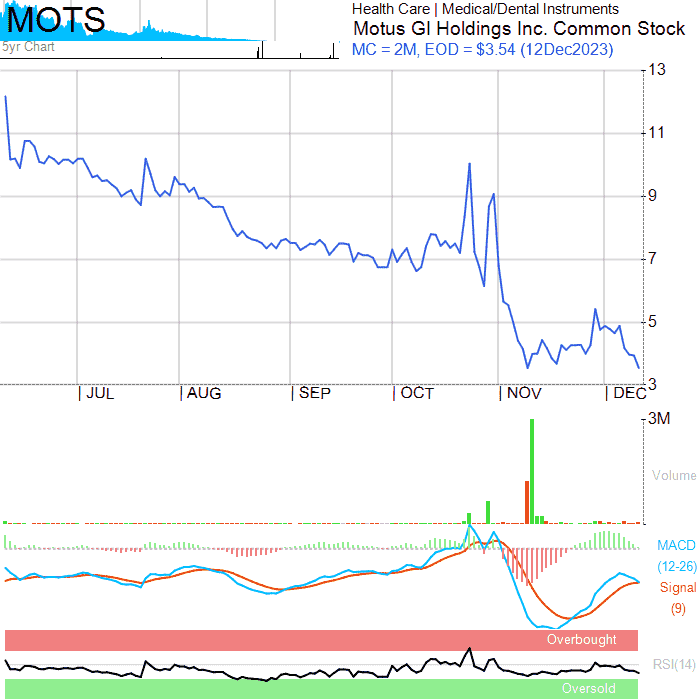 MOTS
5yr Chart
Health Care | Medical/Dental Instruments
Motus GI Holdings Inc. Common Stock
MC = 2M, EOD = $3.54 (12Dec2023)
13
11
9
7
5
3
| JUL | AUG | SEP | OCT | NOV | DEC
3M
Volume
MACD
(12-26)
Signal
(9)
Overbought
RSI(14)
Oversold